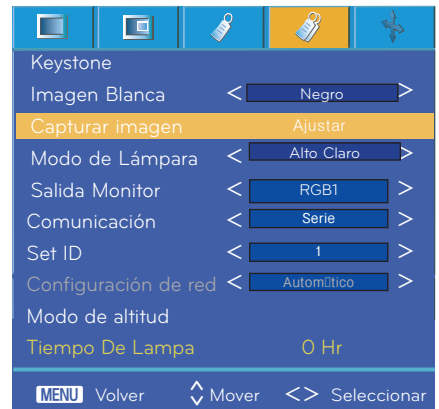 Keystone
Imagen Blanca < Negro >
Capturar imagen Ajustar
Modo de Lámpara < Alto Claro >
Salida Monitor < RGB1 >
Comunicación < Serie >
Set ID < 1 >
Configuración de red < Autom▯tico >
Modo de altitud
Tiempo De Lampa 0 Hr
MENU Volver Mover <> Seleccionar